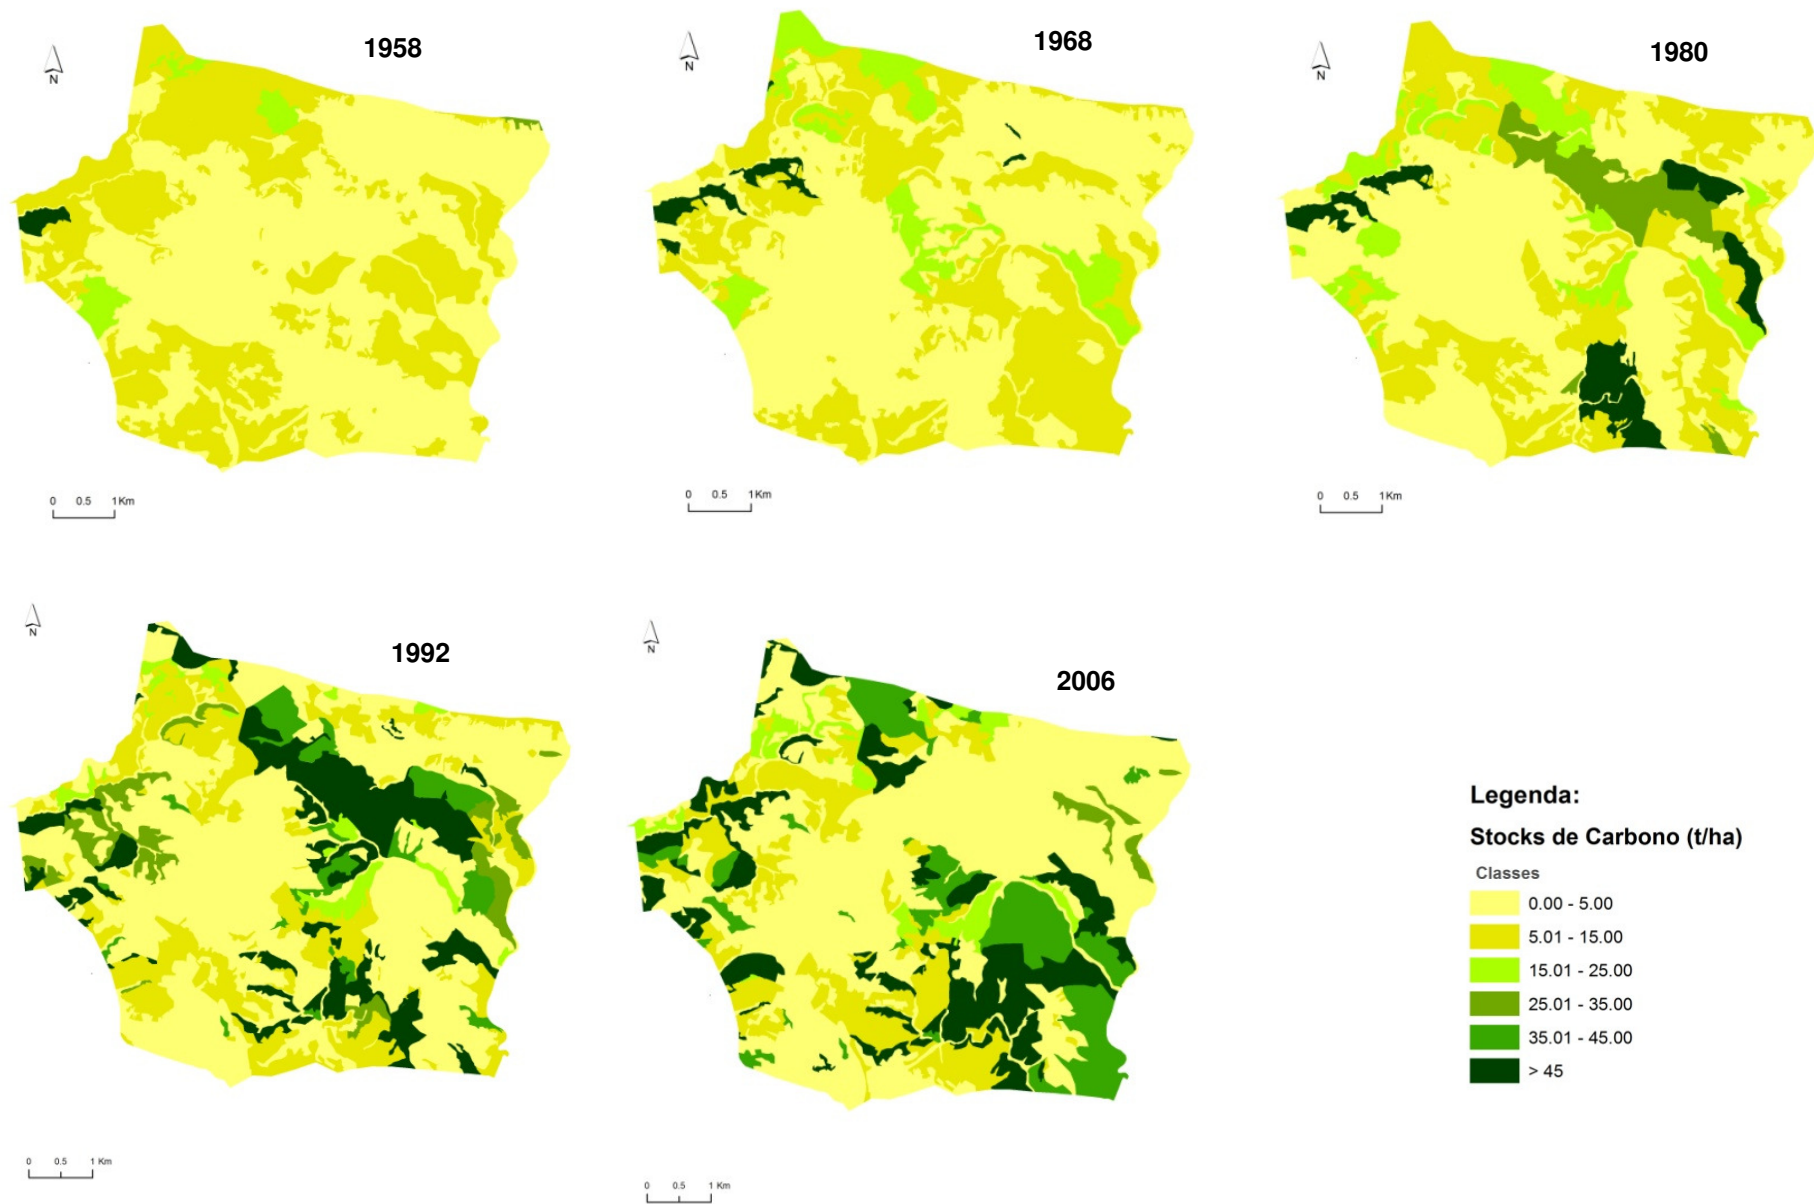 1958
N
0 0.5 1Km
1968
N
0 0.5 1Km
1980
N
0 0.5 1Km
1992
N
0 0.5 1 Km
2006
N
0 0.5 1 Km
Legenda:
Stocks de Carbono (t/ha)
Classes
0.00 - 5.00
5.01 - 15.00
15.01 - 25.00
25.01 - 35.00
35.01 - 45.00
> 45